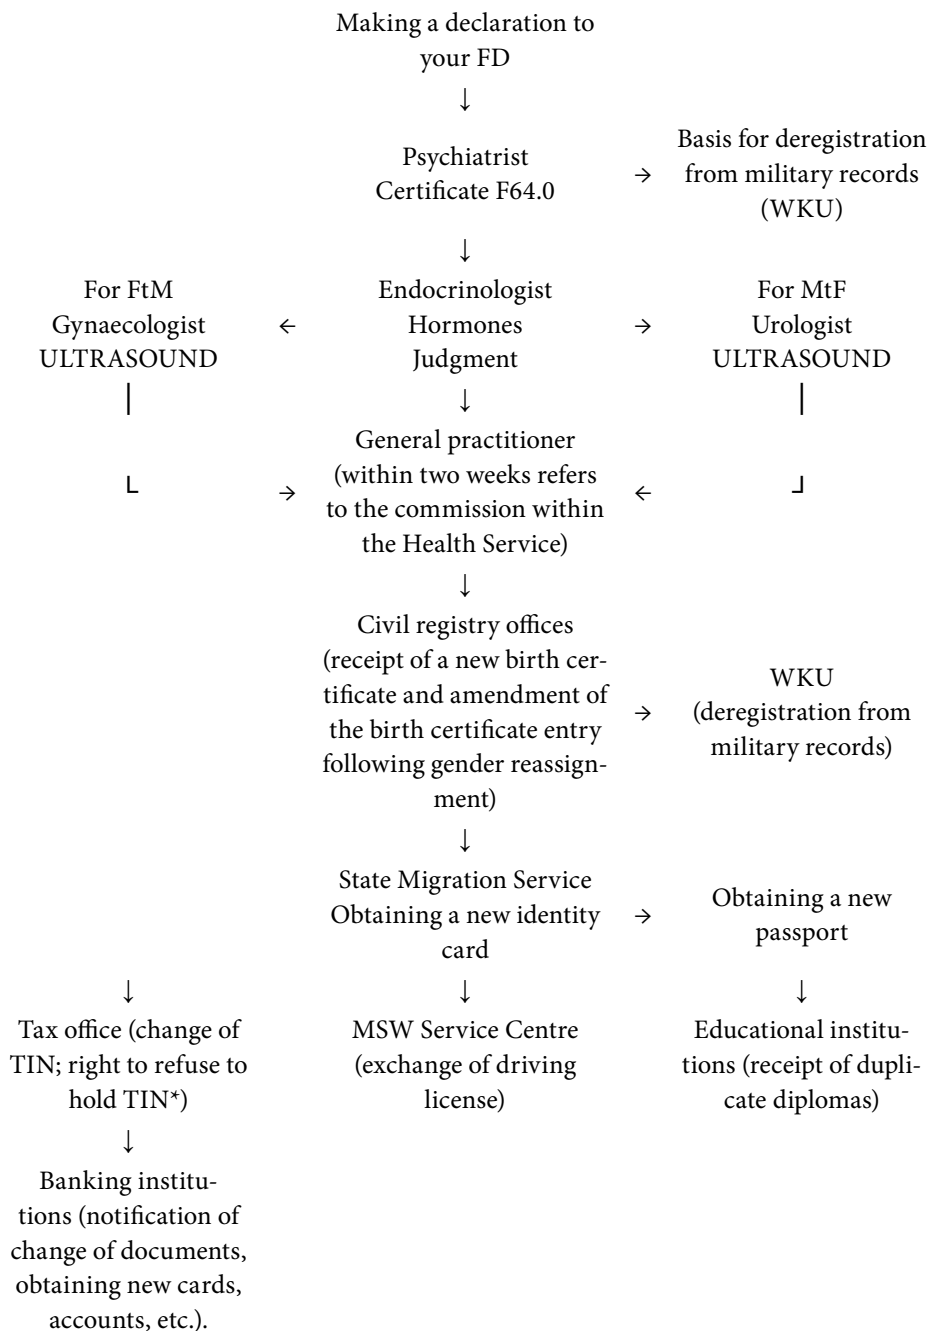 Making a declaration to
your FD
↓
Psychiatrist
Certificate F64.0
→
Basis for deregistration
from military records
(WKU)
↓
For FtM
Gynaecologist
ULTRASOUND
←
Endocrinologist
Hormones
Judgment
→
For MtF
Urologist
ULTRASOUND
↓
General practitioner
(within two weeks refers
to the commission within
the Health Service)
→
←
↓
Civil registry offices
(receipt of a new birth cer-
tificate and amendment of
the birth certificate entry
following gender reassign-
ment)
→
WKU
(deregistration from
military records)
↓
State Migration Service
Obtaining a new identity
card
→
Obtaining a new
passport
↓
Tax office (change of
TIN; right to refuse to
hold TIN*)
↓
MSW Service Centre
(exchange of driving
license)
↓
Educational institu-
tions (receipt of dupli-
cate diplomas)
↓
Banking institu-
tions (notification of
change of documents,
obtaining new cards,
accounts, etc.).